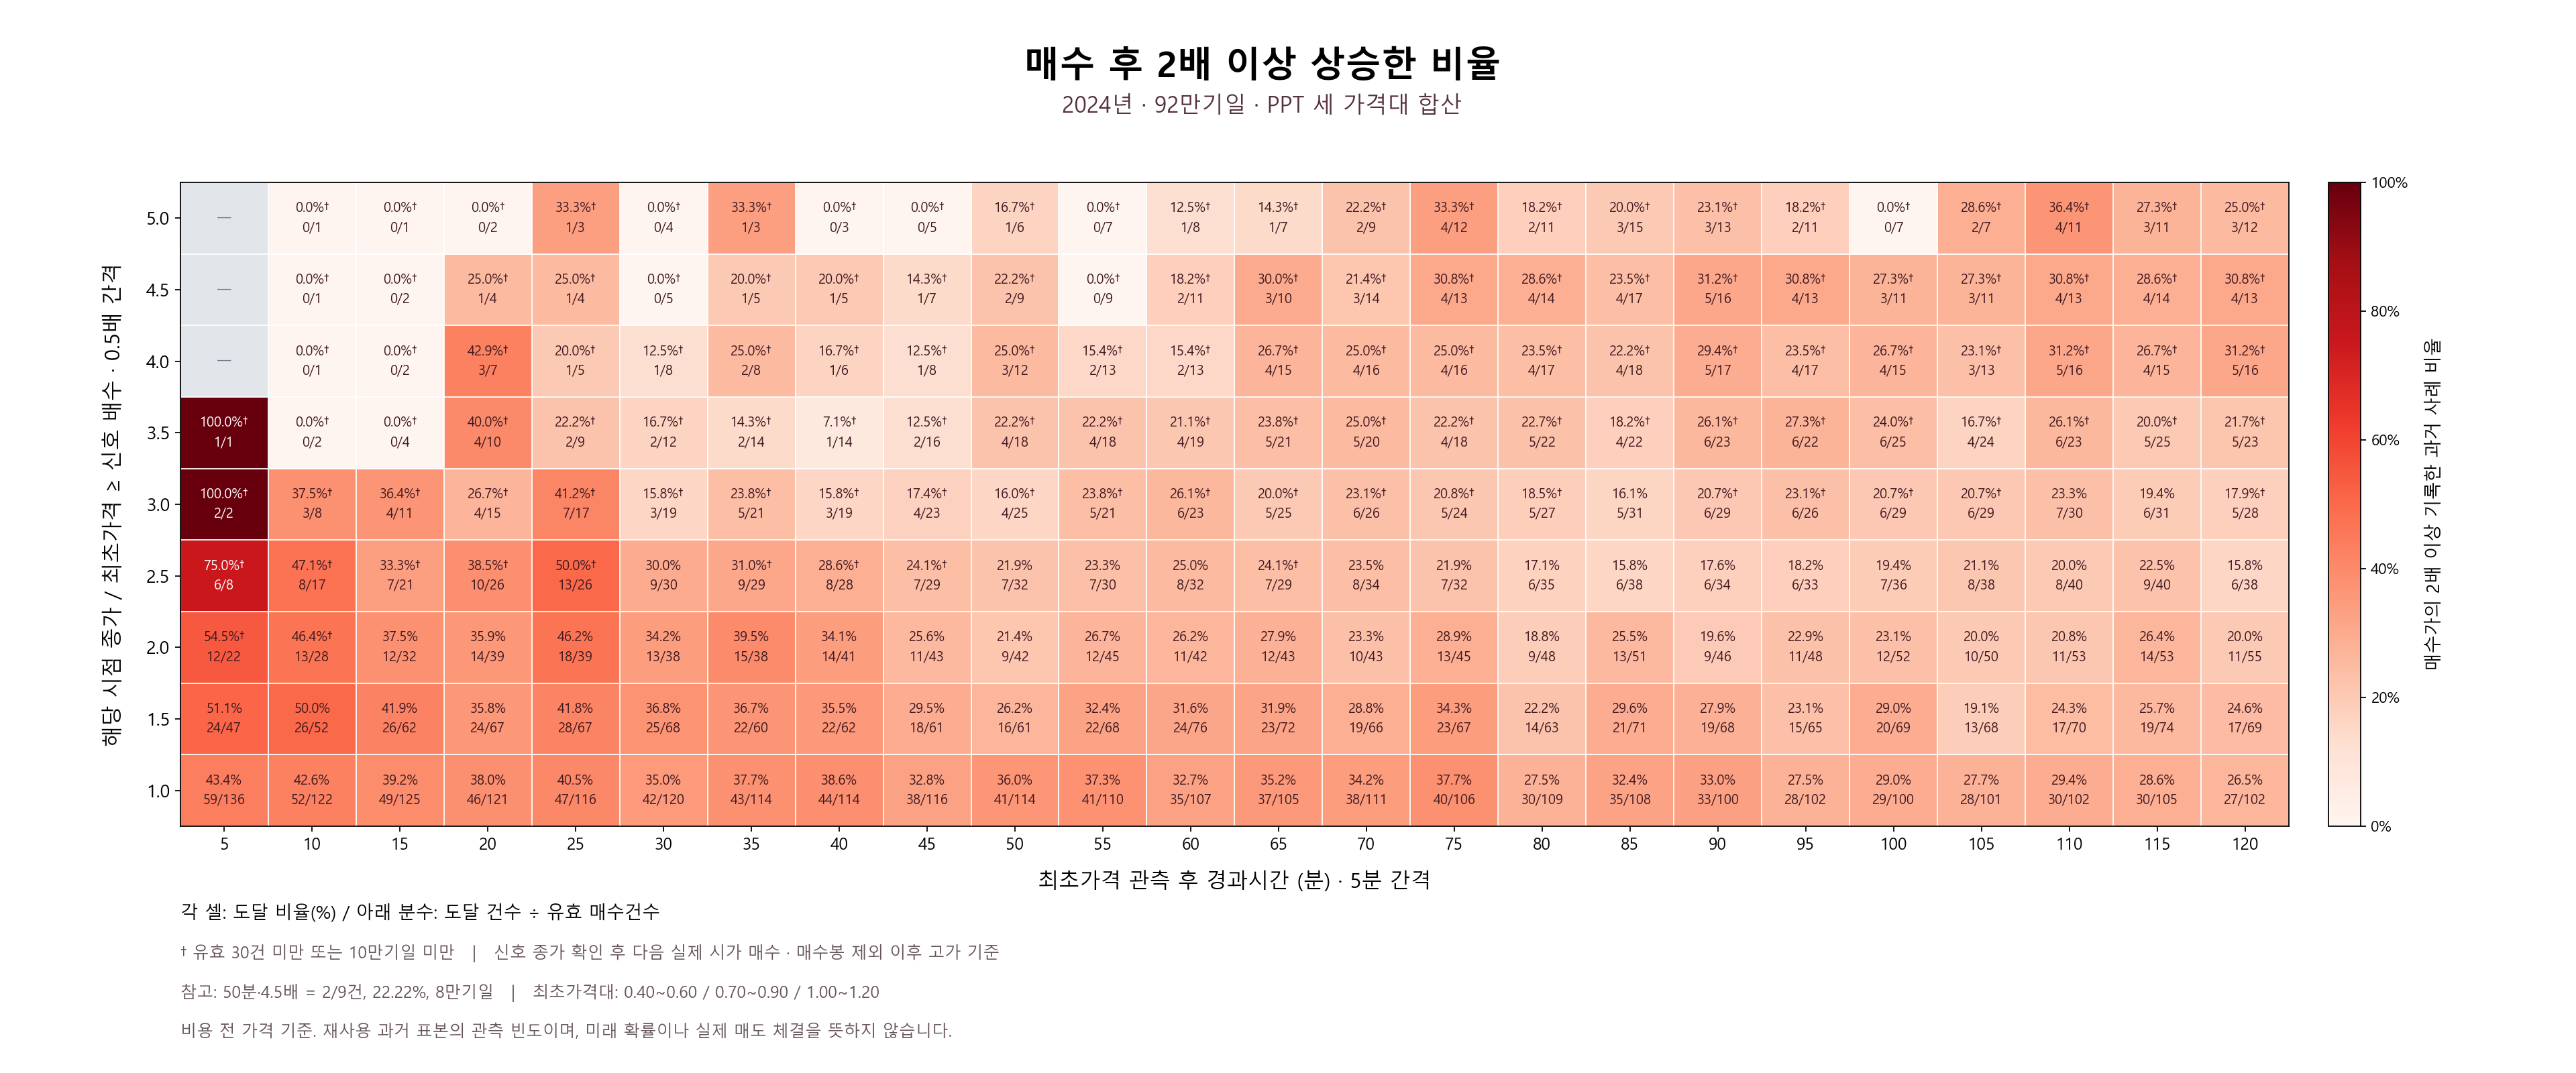 매수 후 2배 이상 상승한 비율
2024년 · 92만기일 · PPT 세 가격대 합산
해당 시점 종가 / 최초가격 ≥ 신호 배수 · 0.5배 간격
5.0 — 0.0%† 0.0%† 0.0%† 33.3%† 0.0%† 33.3%† 0.0%† 0.0%† 16.7%† 0.0%† 12.5%† 14.3%† 22.2%† 33.3%† 18.2%† 20.0%† 23.1%† 18.2%† 0.0%† 28.6%† 36.4%† 27.3%† 25.0%†
0/1 0/1 0/2 1/3 0/4 1/3 0/3 0/5 1/6 0/7 1/8 1/7 2/9 4/12 2/11 3/15 3/13 2/11 0/7 2/7 4/11 3/11 3/12
4.5 — 0.0%† 0.0%† 25.0%† 25.0%† 0.0%† 20.0%† 20.0%† 14.3%† 22.2%† 0.0%† 18.2%† 30.0%† 21.4%† 30.8%† 28.6%† 23.5%† 31.2%† 30.8%† 27.3%† 27.3%† 30.8%† 28.6%† 30.8%†
0/1 0/2 1/4 1/4 0/5 1/5 1/5 1/7 2/9 0/9 2/11 3/10 3/14 4/13 4/14 4/17 5/16 4/13 3/11 3/11 4/13 4/14 4/13
4.0 — 0.0%† 0.0%† 42.9%† 20.0%† 12.5%† 25.0%† 16.7%† 12.5%† 25.0%† 15.4%† 15.4%† 26.7%† 25.0%† 25.0%† 23.5%† 22.2%† 29.4%† 23.5%† 26.7%† 23.1%† 31.2%† 26.7%† 31.2%†
0/1 0/2 3/7 1/5 1/8 2/8 1/6 1/8 3/12 2/13 2/13 4/15 4/16 4/16 4/17 4/18 5/17 4/17 4/15 3/13 5/16 4/15 5/16
3.5 100.0%† 0.0%† 0.0%† 40.0%† 22.2%† 16.7%† 14.3%† 7.1%† 12.5%† 22.2%† 22.2%† 21.1%† 23.8%† 25.0%† 22.2%† 22.7%† 18.2%† 26.1%† 27.3%† 24.0%† 16.7%† 26.1%† 20.0%† 21.7%†
1/1 0/2 0/4 4/10 2/9 2/12 2/14 1/14 2/16 4/18 4/18 4/19 5/21 5/20 4/18 5/22 4/22 6/23 6/22 6/25 4/24 6/23 5/25 5/23
3.0 100.0%† 37.5%† 36.4%† 26.7%† 41.2%† 15.8%† 23.8%† 15.8%† 17.4%† 16.0%† 23.8%† 26.1%† 20.0%† 23.1%† 20.8%† 18.5%† 16.1% 20.7%† 23.1%† 20.7%† 20.7%† 23.3% 19.4% 17.9%†
2/2 3/8 4/11 4/15 7/17 3/19 5/21 3/19 4/23 4/25 5/21 6/23 5/25 6/26 5/24 5/27 5/31 6/29 6/26 6/29 6/29 7/30 6/31 5/28
2.5 75.0%† 47.1%† 33.3%† 38.5%† 50.0%† 30.0% 31.0%† 28.6%† 24.1%† 21.9% 23.3% 25.0% 24.1%† 23.5% 21.9% 17.1% 15.8% 17.6% 18.2% 19.4% 21.1% 20.0% 22.5% 15.8%
6/8 8/17 7/21 10/26 13/26 9/30 9/29 8/28 7/29 7/32 7/30 8/32 7/29 8/34 7/32 6/35 6/38 6/34 6/33 7/36 8/38 8/40 9/40 6/38
2.0 54.5%† 46.4%† 37.5% 35.9% 46.2% 34.2% 39.5% 34.1% 25.6% 21.4% 26.7% 26.2% 27.9% 23.3% 28.9% 18.8% 25.5% 19.6% 22.9% 23.1% 20.0% 20.8% 26.4% 20.0%
12/22 13/28 12/32 14/39 18/39 13/38 15/38 14/41 11/43 9/42 12/45 11/42 12/43 10/43 13/45 9/48 13/51 9/46 11/48 12/52 10/50 11/53 14/53 11/55
1.5 51.1% 50.0% 41.9% 35.8% 41.8% 36.8% 36.7% 35.5% 29.5% 26.2% 32.4% 31.6% 31.9% 28.8% 34.3% 22.2% 29.6% 27.9% 23.1% 29.0% 19.1% 24.3% 25.7% 24.6%
24/47 26/52 26/62 24/67 28/67 25/68 22/60 22/62 18/61 16/61 22/68 24/76 23/72 19/66 23/67 14/63 21/71 19/68 15/65 20/69 13/68 17/70 19/74 17/69
1.0 43.4% 42.6% 39.2% 38.0% 40.5% 35.0% 37.7% 38.6% 32.8% 36.0% 37.3% 32.7% 35.2% 34.2% 37.7% 27.5% 32.4% 33.0% 27.5% 29.0% 27.7% 29.4% 28.6% 26.5%
59/136 52/122 49/125 46/121 47/116 42/120 43/114 44/114 38/116 41/114 41/110 35/107 37/105 38/111 40/106 30/109 35/108 33/100 28/102 29/100 28/101 30/102 30/105 27/102
5 10 15 20 25 30 35 40 45 50 55 60 65 70 75 80 85 90 95 100 105 110 115 120
최초가격 관측 후 경과시간 (분) · 5분 간격
100%
80%
60%
40%
20%
0%
매수가의 2배 이상 기록한 과거 사례 비율
각 셀: 도달 비율(%) / 아래 분수: 도달 건수 ÷ 유효 매수건수
† 유효 30건 미만 또는 10만기일 미만 | 신호 종가 확인 후 다음 실제 시가 매수 · 매수봉 제외 이후 고가 기준
참고: 50분·4.5배 = 2/9건, 22.22%, 8만기일 | 최초가격대: 0.40~0.60 / 0.70~0.90 / 1.00~1.20
비용 전 가격 기준. 재사용 과거 표본의 관측 빈도이며, 미래 확률이나 실제 매도 체결을 뜻하지 않습니다.